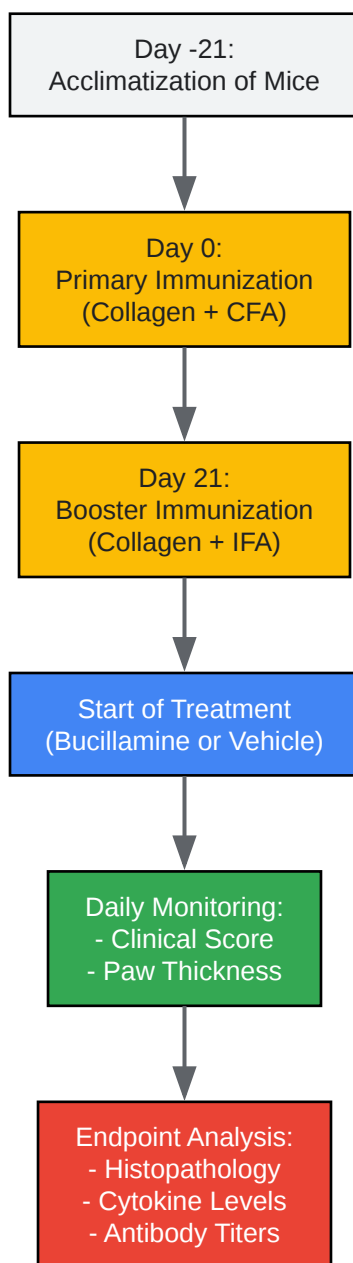 Day -21:
Acclimatization of Mice
Day 0:
Primary Immunization
(Collagen + CFA)
Day 21:
Booster Immunization
(Collagen + IFA)
Start of Treatment
(Bucillamine or Vehicle)
Daily Monitoring:
- Clinical Score
- Paw Thickness
Endpoint Analysis:
- Histopathology
- Cytokine Levels
- Antibody Titers